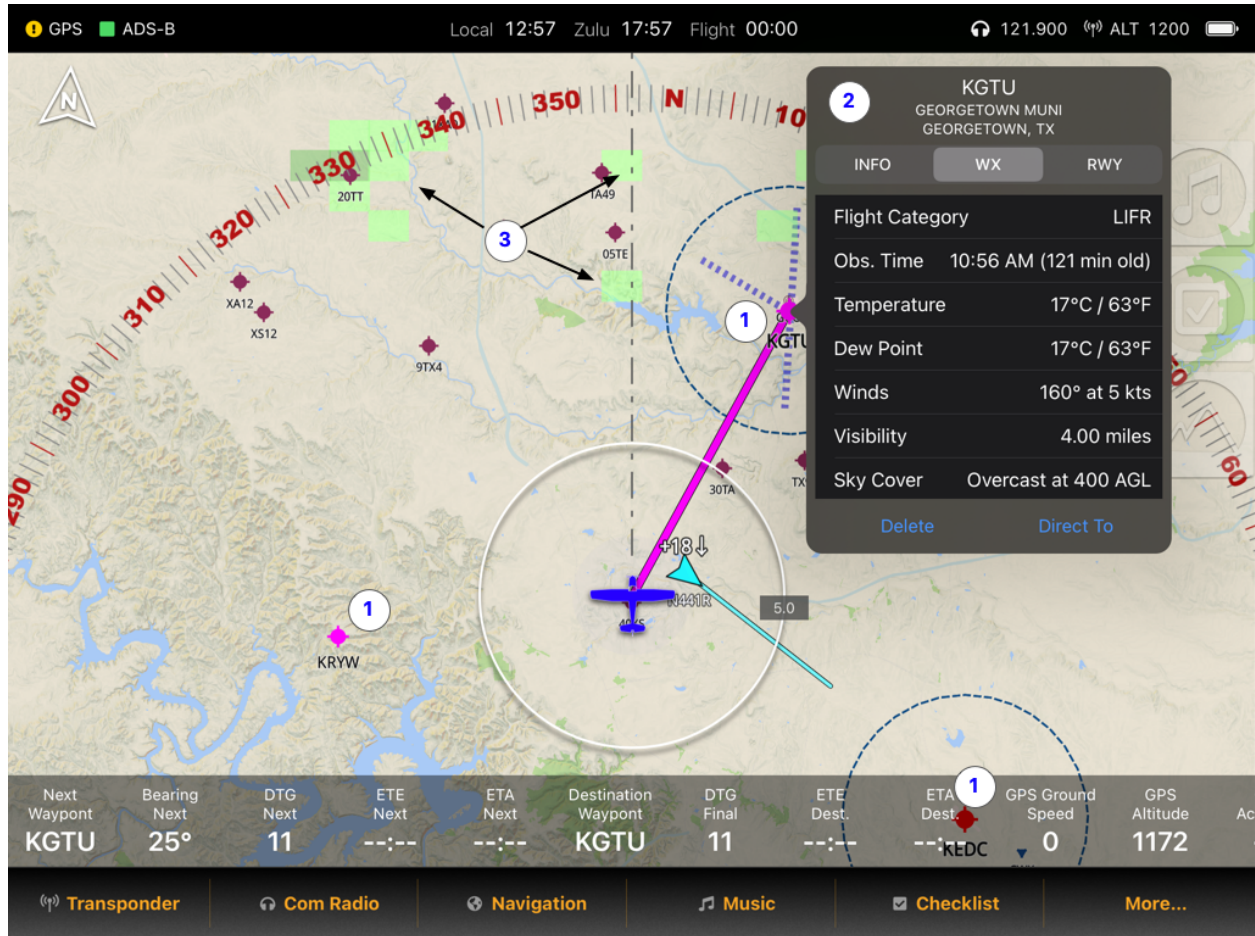 GPS ADS-B Local 12:57 Zulu 17:57 Flight 00:00 121.900 ALT 1200
N
290
300
310
320
330
340
350
N
10
60
20TT
1A49
05TE
XA12
XS12
9TX4
30TA
KRYW
KGTU
KEDC
+18↓
N441R
5.0
1
1
1
2
3
KGTU
GEORGETOWN MUNI
GEORGETOWN, TX
INFO WX RWY
Flight Category LIFR
Obs. Time 10:56 AM (121 min old)
Temperature 17°C / 63°F
Dew Point 17°C / 63°F
Winds 160° at 5 kts
Visibility 4.00 miles
Sky Cover Overcast at 400 AGL
Delete Direct To
Next Waypont KGTU
Bearing Next 25°
DTG Next 11
ETE Next --:--
ETA Next --:--
Destination Waypont KGTU
DTG Final 11
ETE Dest. --:--
ETA Dest. --:--
GPS Ground Speed 0
GPS Altitude 1172
Transponder Com Radio Navigation Music Checklist More...